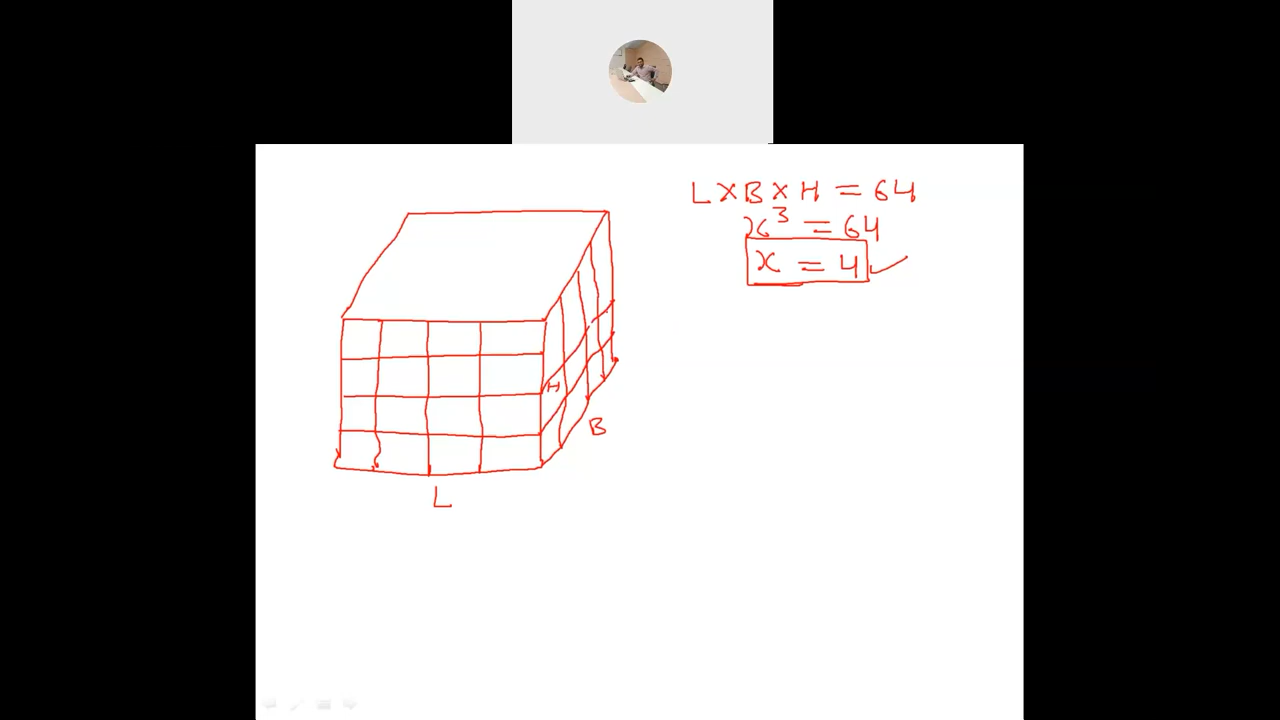 L×B×H = 64
x³ = 64
x = 4 ✓
H
B
L